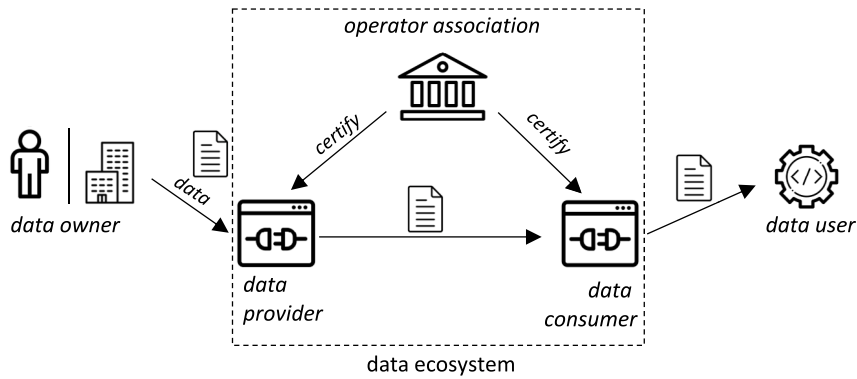 operator association
certify
certify
data
data owner
</>
data user
data
provider
data
consumer
data ecosystem